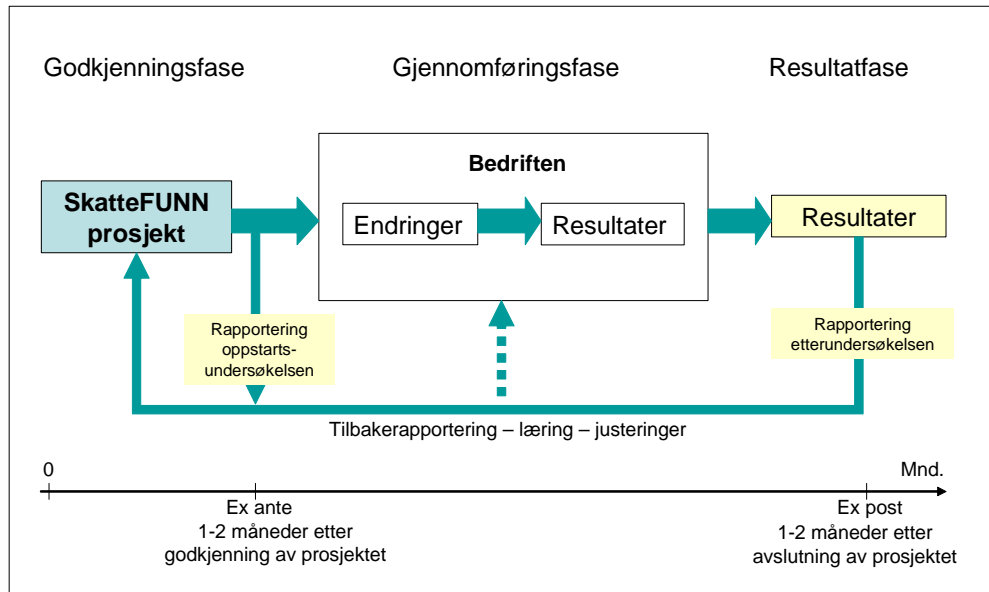 Godkjenningsfase
Gjennomføringsfase
Resultatfase
Bedriften
SkatteFUNN
prosjekt
Endringer
Resultater
Resultater
Rapportering
oppstarts-
undersøkelsen
Rapportering
etterundersøkelsen
Tilbakerapportering – læring – justeringer
0
Mnd.
Ex ante
1-2 måneder etter
godkjenning av prosjektet
Ex post
1-2 måneder etter
avslutning av prosjektet